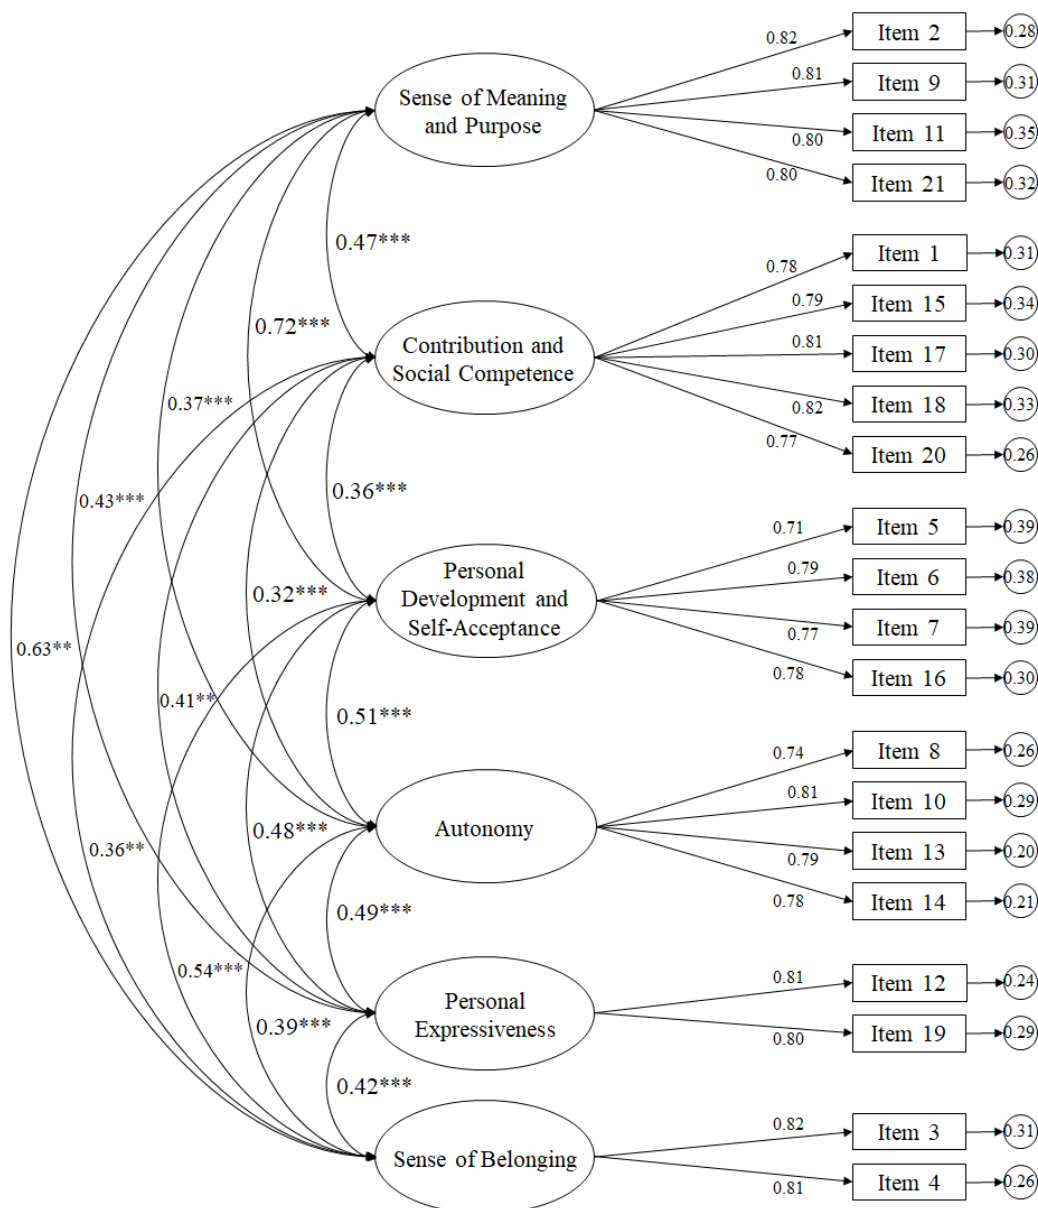 0.82
Item 2
0.28
Sense of Meaning
and Purpose
0.81
Item 9
0.31
0.80
Item 11
0.35
0.80
Item 21
0.32
0.47***
0.78
Item 1
0.31
0.79
Item 15
0.34
0.72***
Contribution and
Social Competence
0.81
Item 17
0.30
0.37***
0.82
Item 18
0.33
0.77
Item 20
0.26
0.43***
0.36***
0.71
Item 5
0.39
0.32***
Personal
Development and
Self-Acceptance
0.79
Item 6
0.38
0.77
Item 7
0.39
0.63**
0.78
Item 16
0.30
0.41**
0.51***
0.74
Item 8
0.26
0.81
Item 10
0.29
0.48***
Autonomy
0.36**
0.79
Item 13
0.20
0.78
Item 14
0.21
0.49***
0.54***
0.81
Item 12
0.24
Personal
Expressiveness
0.39***
0.80
Item 19
0.29
0.42***
0.82
Item 3
0.31
Sense of Belonging
0.81
Item 4
0.26